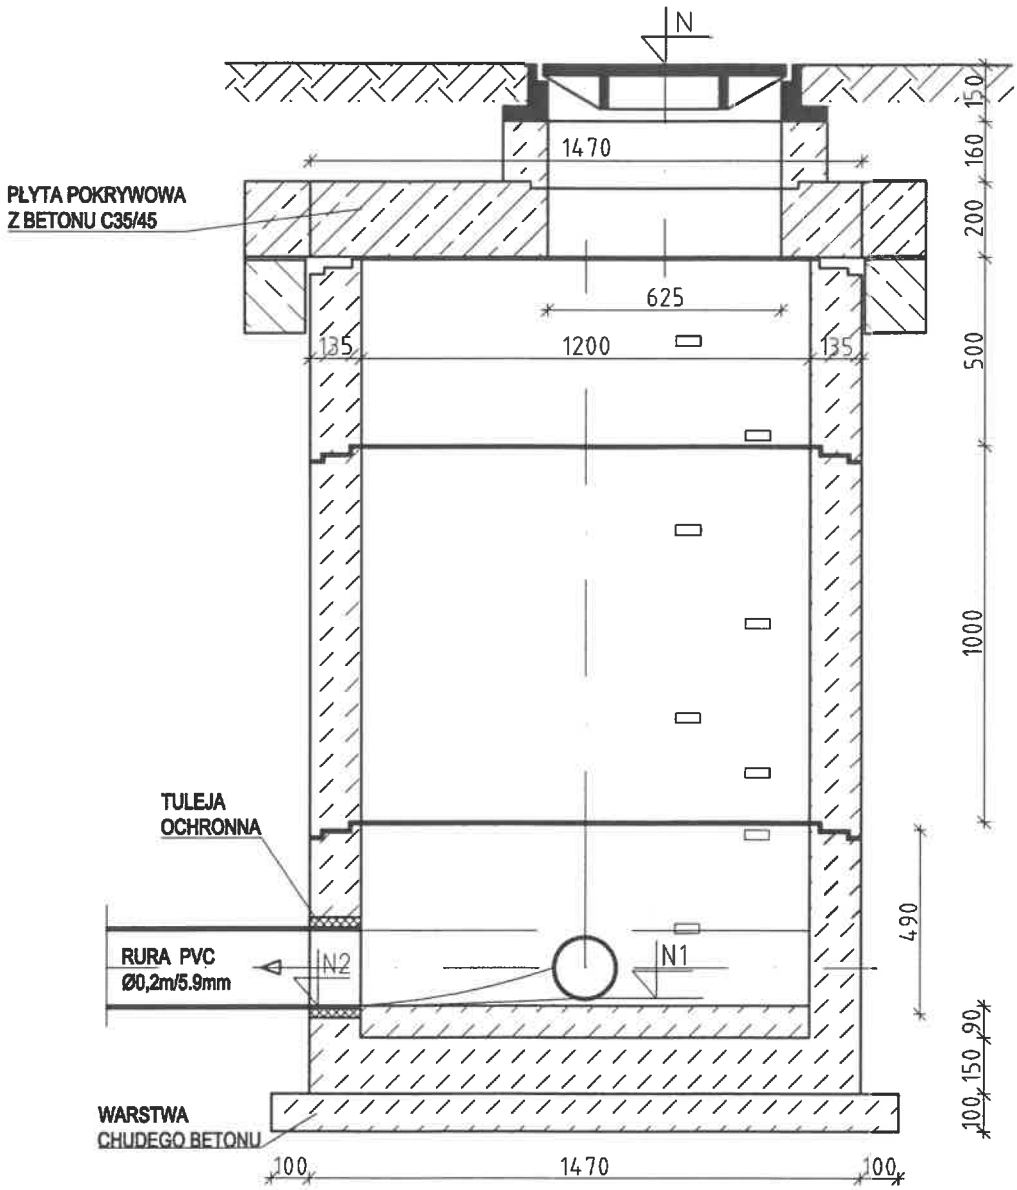 N
150
1470
160
PŁYTA POKRYWOWA
Z BETONU C35/45
200
625
135
1200
135
500
1000
TULEJA
OCHRONNA
490
RURA PVC
Ø0,2m/5.9mm
N2
N1
90
150
100
WARSTWA
CHUDEGO BETONU
100
1470
100